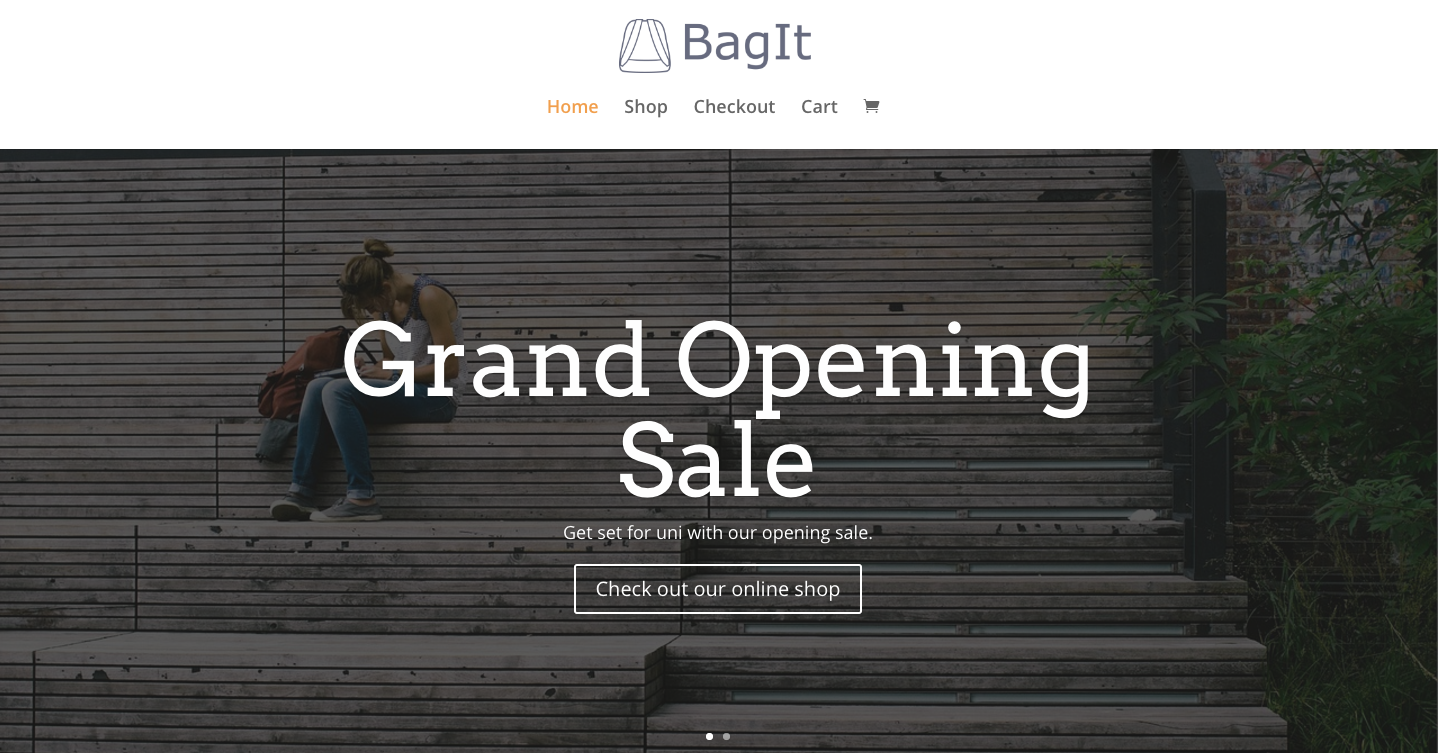 BagIt
Home Shop Checkout Cart
Grand Opening
Sale
Get set for uni with our opening sale.
Check out our online shop